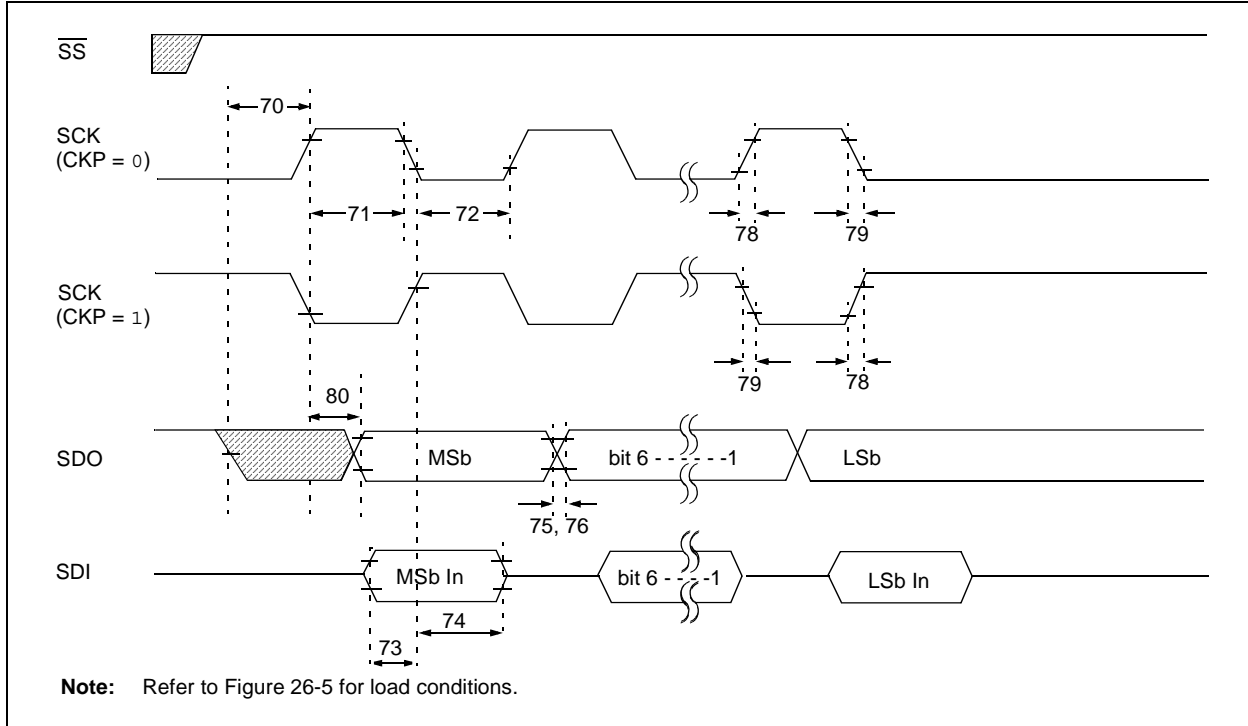 SS
70
SCK
(CKP = 0)
71
72
78
79
SCK
(CKP = 1)
79
78
80
SDO
MSb
bit 6 - - - - - - -1
LSb
75, 76
SDI
MSb In
bit 6 - - - - -1
LSb In
74
73
Note: Refer to Figure 26-5 for load conditions.